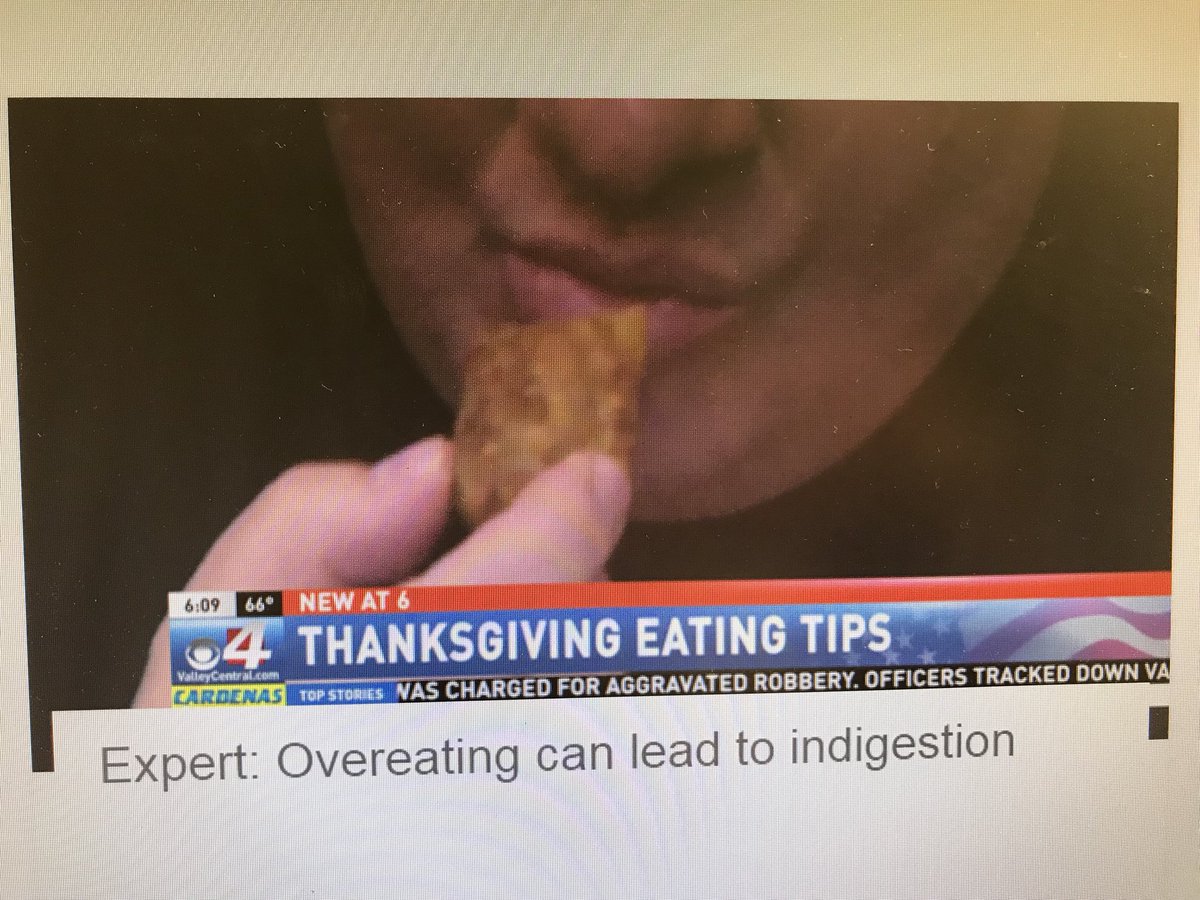 6:09 66° NEW AT 6
4 THANKSGIVING EATING TIPS
ValleyCentral.com
CARDENAS TOP STORIES WAS CHARGED FOR AGGRAVATED ROBBERY. OFFICERS TRACKED DOWN VA
Expert: Overeating can lead to indigestion